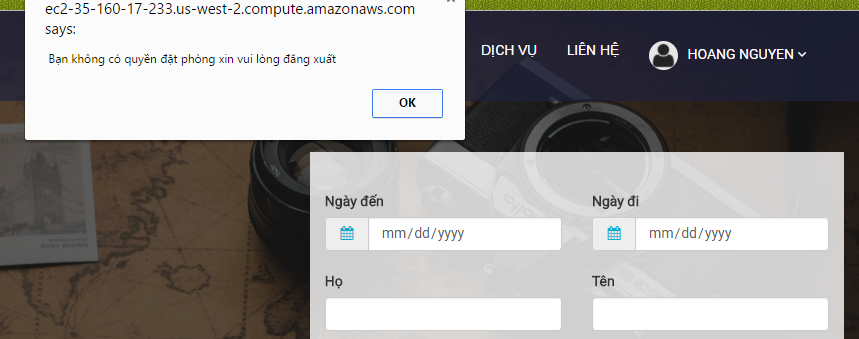 ec2-35-160-17-233.us-west-2.compute.amazonaws.com
says:
Bạn không có quyền đặt phòng xin vui lòng đăng xuất
OK
DỊCH VỤ LIÊN HỆ HOANG NGUYEN
Ngày đến Ngày đi
mm/dd/yyyy mm/dd/yyyy
Họ Tên